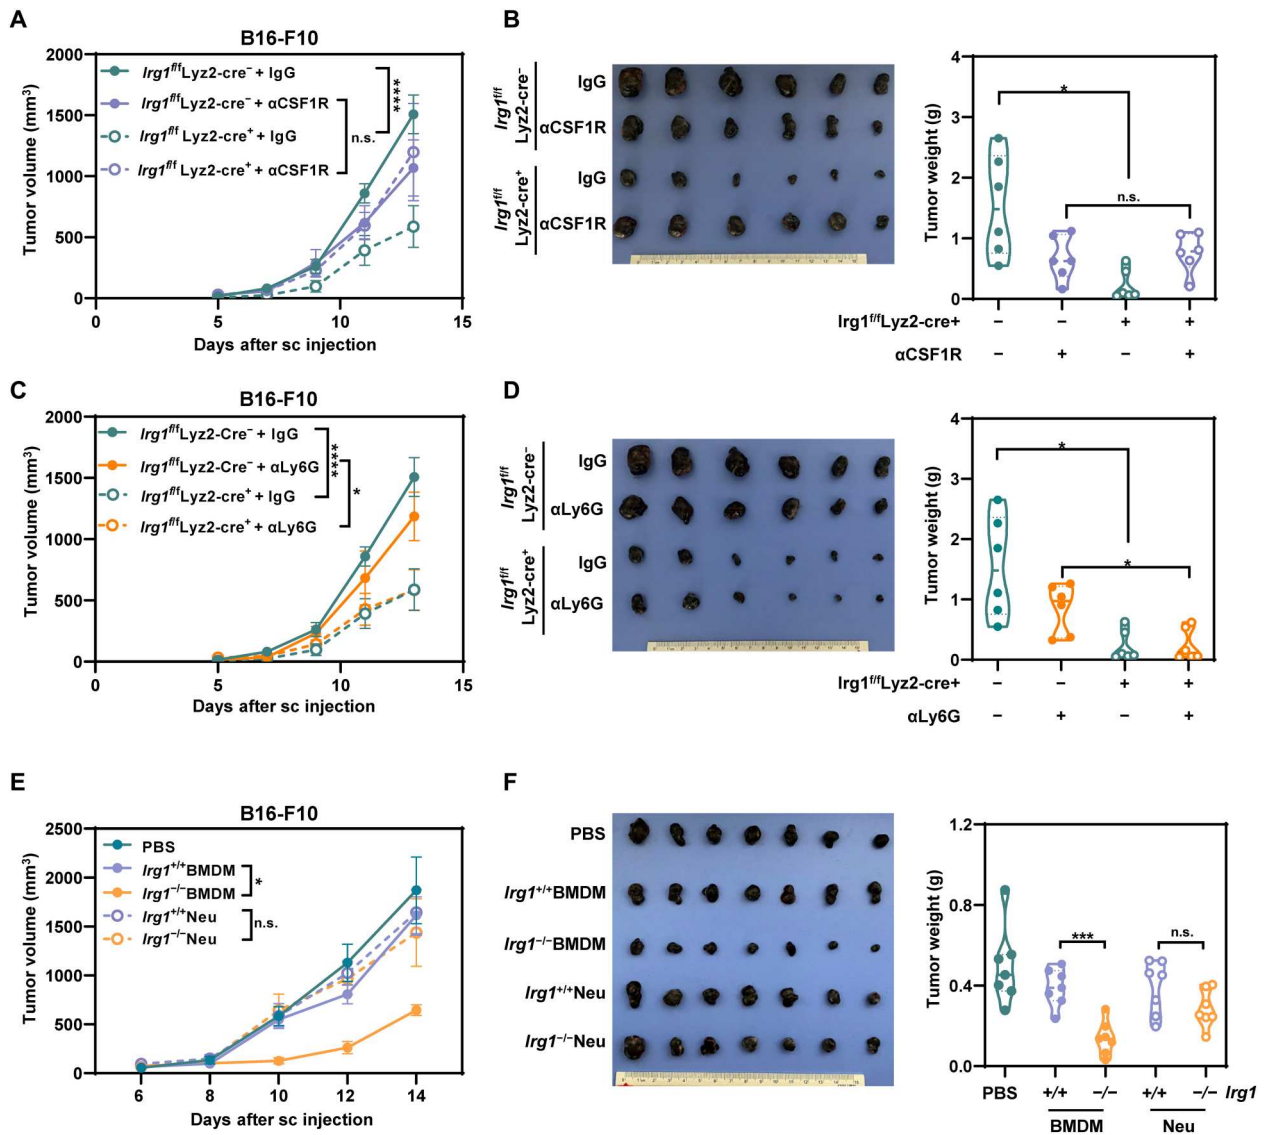 A
B16-F10
Tumor volume (mm³)
2000
1500
1000
500
0
0 5 10 15
Days after sc injection
Irg1f/fLyz2-cre⁻ + IgG
Irg1f/fLyz2-cre⁻ + αCSF1R
Irg1f/f Lyz2-cre⁺ + IgG
Irg1f/f Lyz2-cre⁺ + αCSF1R
****
n.s.
B
Irg1f/f
Lyz2-cre⁻
IgG
αCSF1R
Irg1f/f
Lyz2-cre⁺
IgG
αCSF1R
Tumor weight (g)
4
3
2
1
0
*
n.s.
Irg1f/fLyz2-cre+ − − + +
αCSF1R − + − +
C
B16-F10
Tumor volume (mm³)
2000
1500
1000
500
0
0 5 10 15
Days after sc injection
Irg1f/fLyz2-Cre⁻ + IgG
Irg1f/fLyz2-Cre⁻ + αLy6G
Irg1f/fLyz2-cre⁺ + IgG
Irg1f/fLyz2-cre⁺ + αLy6G
****
*
D
Irg1f/f
Lyz2-cre⁻
IgG
αLy6G
Irg1f/f
Lyz2-cre⁺
IgG
αLy6G
Tumor weight (g)
4
3
2
1
0
*
*
Irg1f/fLyz2-cre+ − − + +
αLy6G − + − +
E
B16-F10
Tumor volume (mm³)
2500
2000
1500
1000
500
0
6 8 10 12 14
Days after sc injection
PBS
Irg1⁺/⁺BMDM
Irg1⁻/⁻BMDM
Irg1⁺/⁺Neu
Irg1⁻/⁻Neu
*
n.s.
F
PBS
Irg1⁺/⁺BMDM
Irg1⁻/⁻BMDM
Irg1⁺/⁺Neu
Irg1⁻/⁻Neu
Tumor weight (g)
1.2
0.8
0.4
0.0
***
n.s.
PBS +/+ −/− +/+ −/− Irg1
BMDM Neu